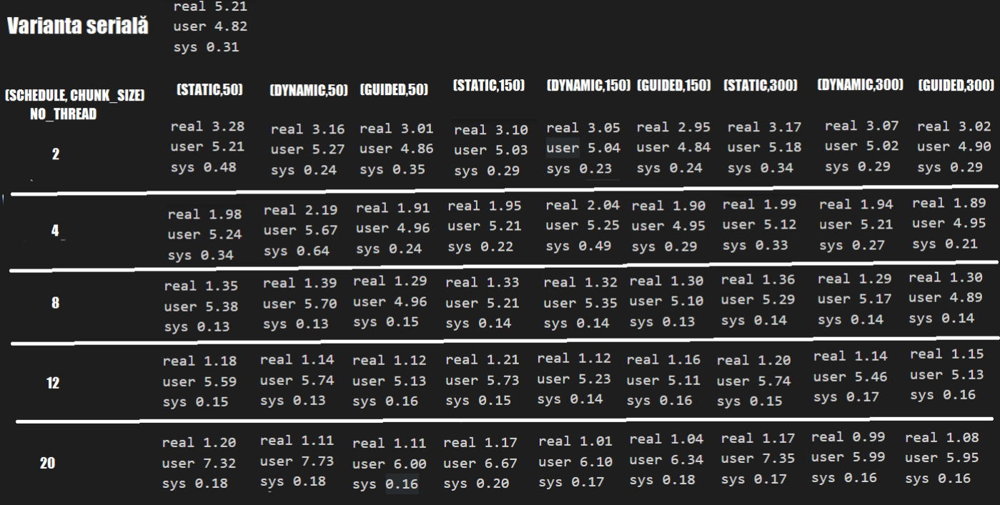 real 5.21
Varianta serială user 4.82
sys 0.31
(SCHEDULE, CHUNK_SIZE) (STATIC,50) (DYNAMIC,50) (GUIDED,50) (STATIC,150) (DYNAMIC,150) (GUIDED,150) (STATIC,300) (DYNAMIC,300) (GUIDED,300)
NO_THREAD
real 3.28 real 3.16 real 3.01 real 3.10 real 3.05 real 2.95 real 3.17 real 3.07 real 3.02
2 user 5.21 user 5.27 user 4.86 user 5.03 user 5.04 user 4.84 user 5.18 user 5.02 user 4.90
sys 0.48 sys 0.24 sys 0.35 sys 0.29 sys 0.23 sys 0.24 sys 0.34 sys 0.29 sys 0.29
real 1.98 real 2.19 real 1.91 real 1.95 real 2.04 real 1.90 real 1.99 real 1.94 real 1.89
4 user 5.24 user 5.67 user 4.96 user 5.21 user 5.25 user 4.95 user 5.12 user 5.21 user 4.95
sys 0.34 sys 0.64 sys 0.24 sys 0.22 sys 0.49 sys 0.29 sys 0.33 sys 0.27 sys 0.21
real 1.35 real 1.39 real 1.29 real 1.33 real 1.32 real 1.30 real 1.36 real 1.29 real 1.30
8 user 5.38 user 5.70 user 4.96 user 5.21 user 5.35 user 5.10 user 5.29 user 5.17 user 4.89
sys 0.13 sys 0.13 sys 0.15 sys 0.14 sys 0.14 sys 0.13 sys 0.14 sys 0.14 sys 0.14
real 1.18 real 1.14 real 1.12 real 1.21 real 1.12 real 1.16 real 1.20 real 1.14 real 1.15
12 user 5.59 user 5.74 user 5.13 user 5.73 user 5.23 user 5.11 user 5.74 user 5.46 user 5.13
sys 0.15 sys 0.13 sys 0.16 sys 0.15 sys 0.14 sys 0.16 sys 0.15 sys 0.17 sys 0.16
real 1.20 real 1.11 real 1.11 real 1.17 real 1.01 real 1.04 real 1.17 real 0.99 real 1.08
20 user 7.32 user 7.73 user 6.00 user 6.67 user 6.10 user 6.34 user 7.35 user 5.99 user 5.95
sys 0.18 sys 0.18 sys 0.16 sys 0.20 sys 0.17 sys 0.18 sys 0.17 sys 0.16 sys 0.16